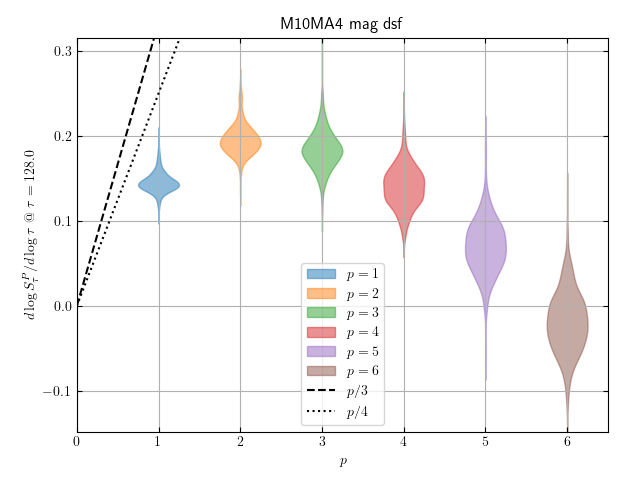 M10MA4 mag dsf
0.3
0.2
0.1
0.0
−0.1
d log S_τ^P / d log τ @ τ = 128.0
0 1 2 3 4 5 6
p
p = 1
p = 2
p = 3
p = 4
p = 5
p = 6
p/3
p/4